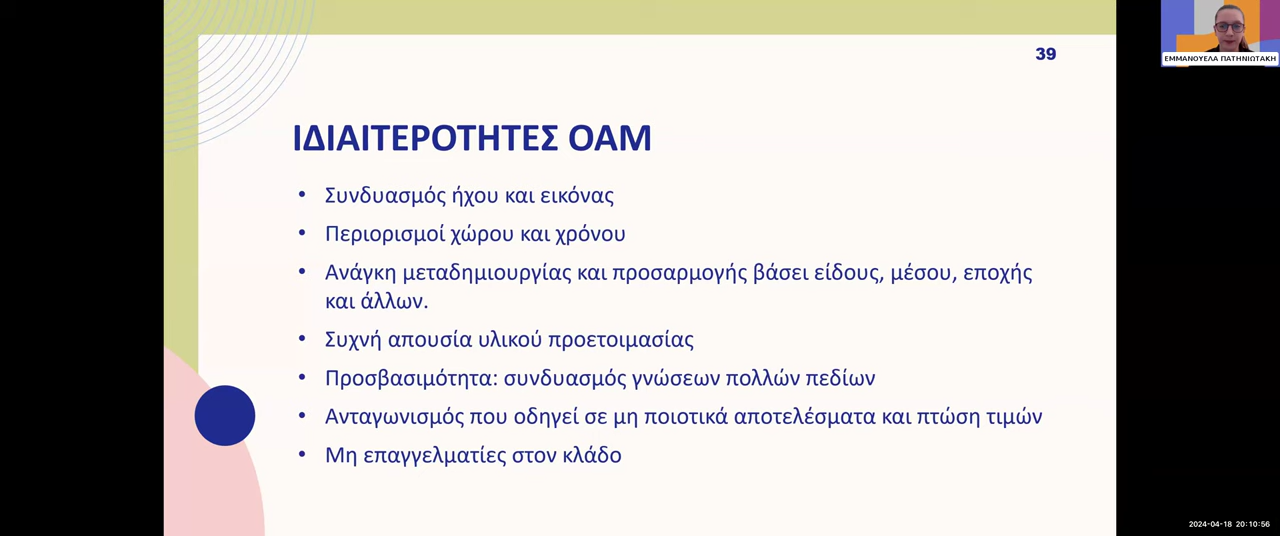 39
ΕΜΜΑΝΟΥΕΛΑ ΠΑΤΗΝΙΩΤΑΚΗ
ΙΔΙΑΙΤΕΡΟΤΗΤΕΣ ΟΑΜ
• Συνδυασμός ήχου και εικόνας
• Περιορισμοί χώρου και χρόνου
• Ανάγκη μεταδημιουργίας και προσαρμογής βάσει είδους, μέσου, εποχής
και άλλων.
• Συχνή απουσία υλικού προετοιμασίας
• Προσβασιμότητα: συνδυασμός γνώσεων πολλών πεδίων
• Ανταγωνισμός που οδηγεί σε μη ποιοτικά αποτελέσματα και πτώση τιμών
• Μη επαγγελματίες στον κλάδο
2024-04-18 20:10:56